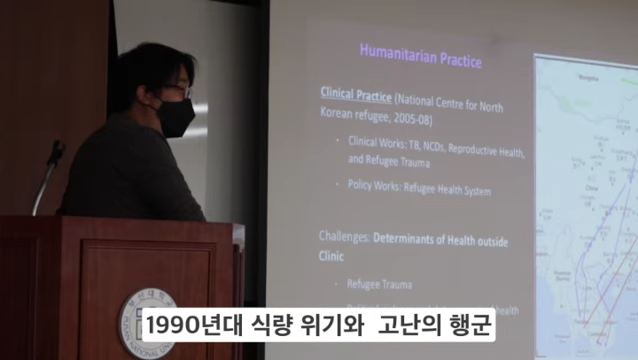 Humanitarian Practice
Clinical Practice (National Centre for North
Korean refugee, 2005-08)
• Clinical Works: TB, NCDs, Reproductive Health,
and Refugee Trauma
• Policy Works: Refugee Health System
Challenges: Determinants of Health outside
Clinic
• Refugee Trauma
Mongolia
China
1990년대 식량 위기와 고난의 행군